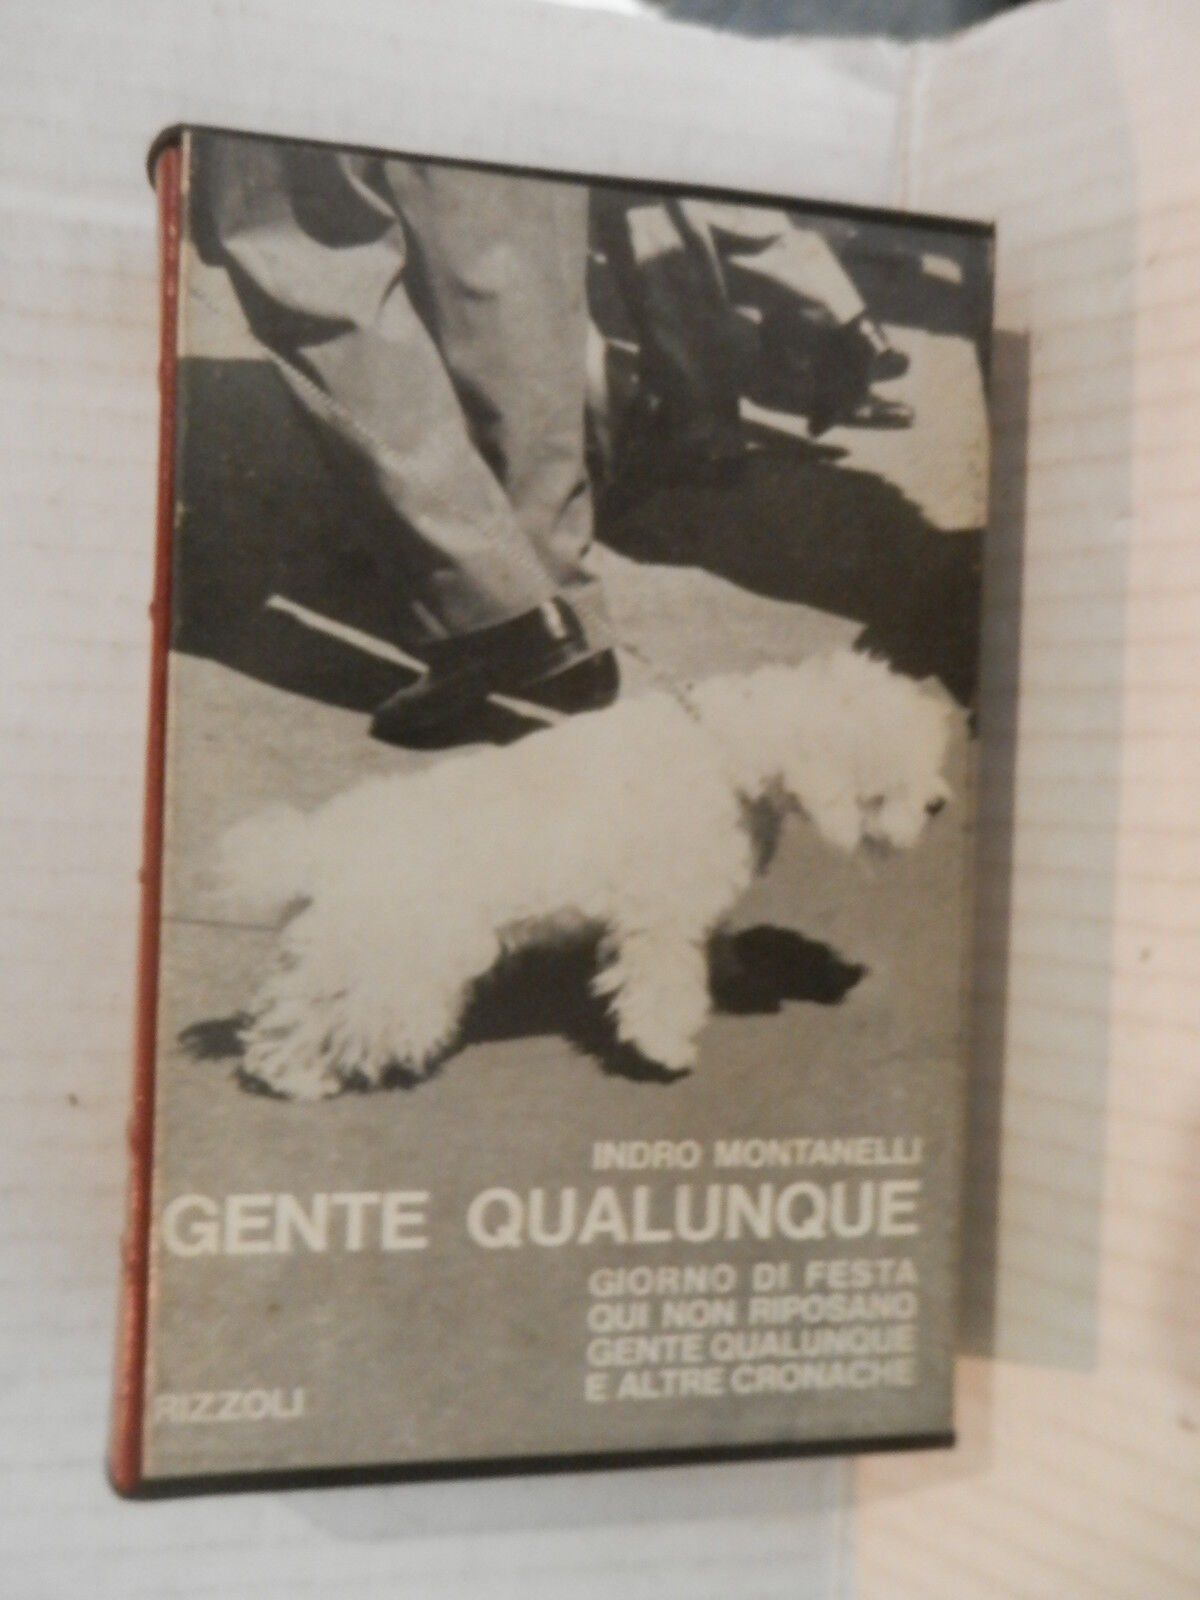 INDRO MONTANELLI
GENTE QUALUNQUE
GIORNO DI FESTA
QUI NON RIPOSANO
GENTE QUALUNQUE
E ALTRE CRONACHE
RIZZOLI